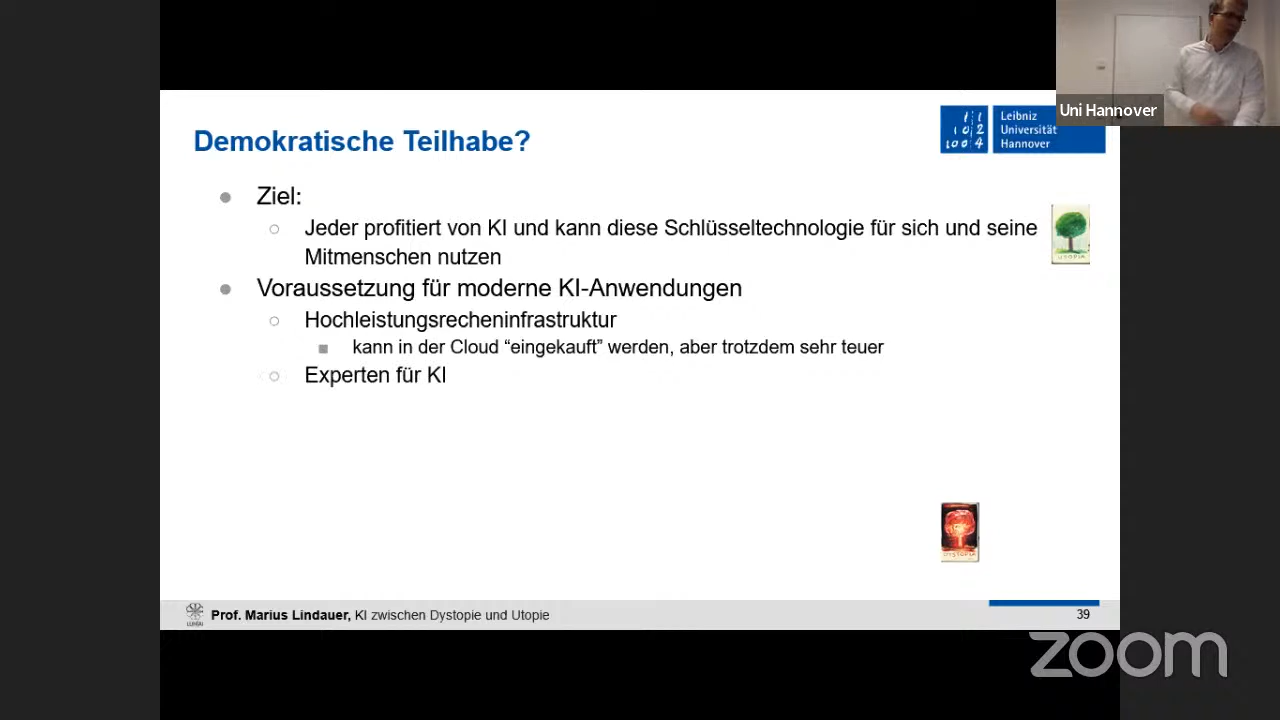 Uni Hannover
Demokratische Teilhabe?
Leibniz
Universität
Hannover
Ziel:
Jeder profitiert von KI und kann diese Schlüsseltechnologie für sich und seine
Mitmenschen nutzen
UTOPIA
Voraussetzung für moderne KI-Anwendungen
Hochleistungsrecheninfrastruktur
kann in der Cloud “eingekauft” werden, aber trotzdem sehr teuer
Experten für KI
DYSTOPIA
Prof. Marius Lindauer, KI zwischen Dystopie und Utopie
39
zoom